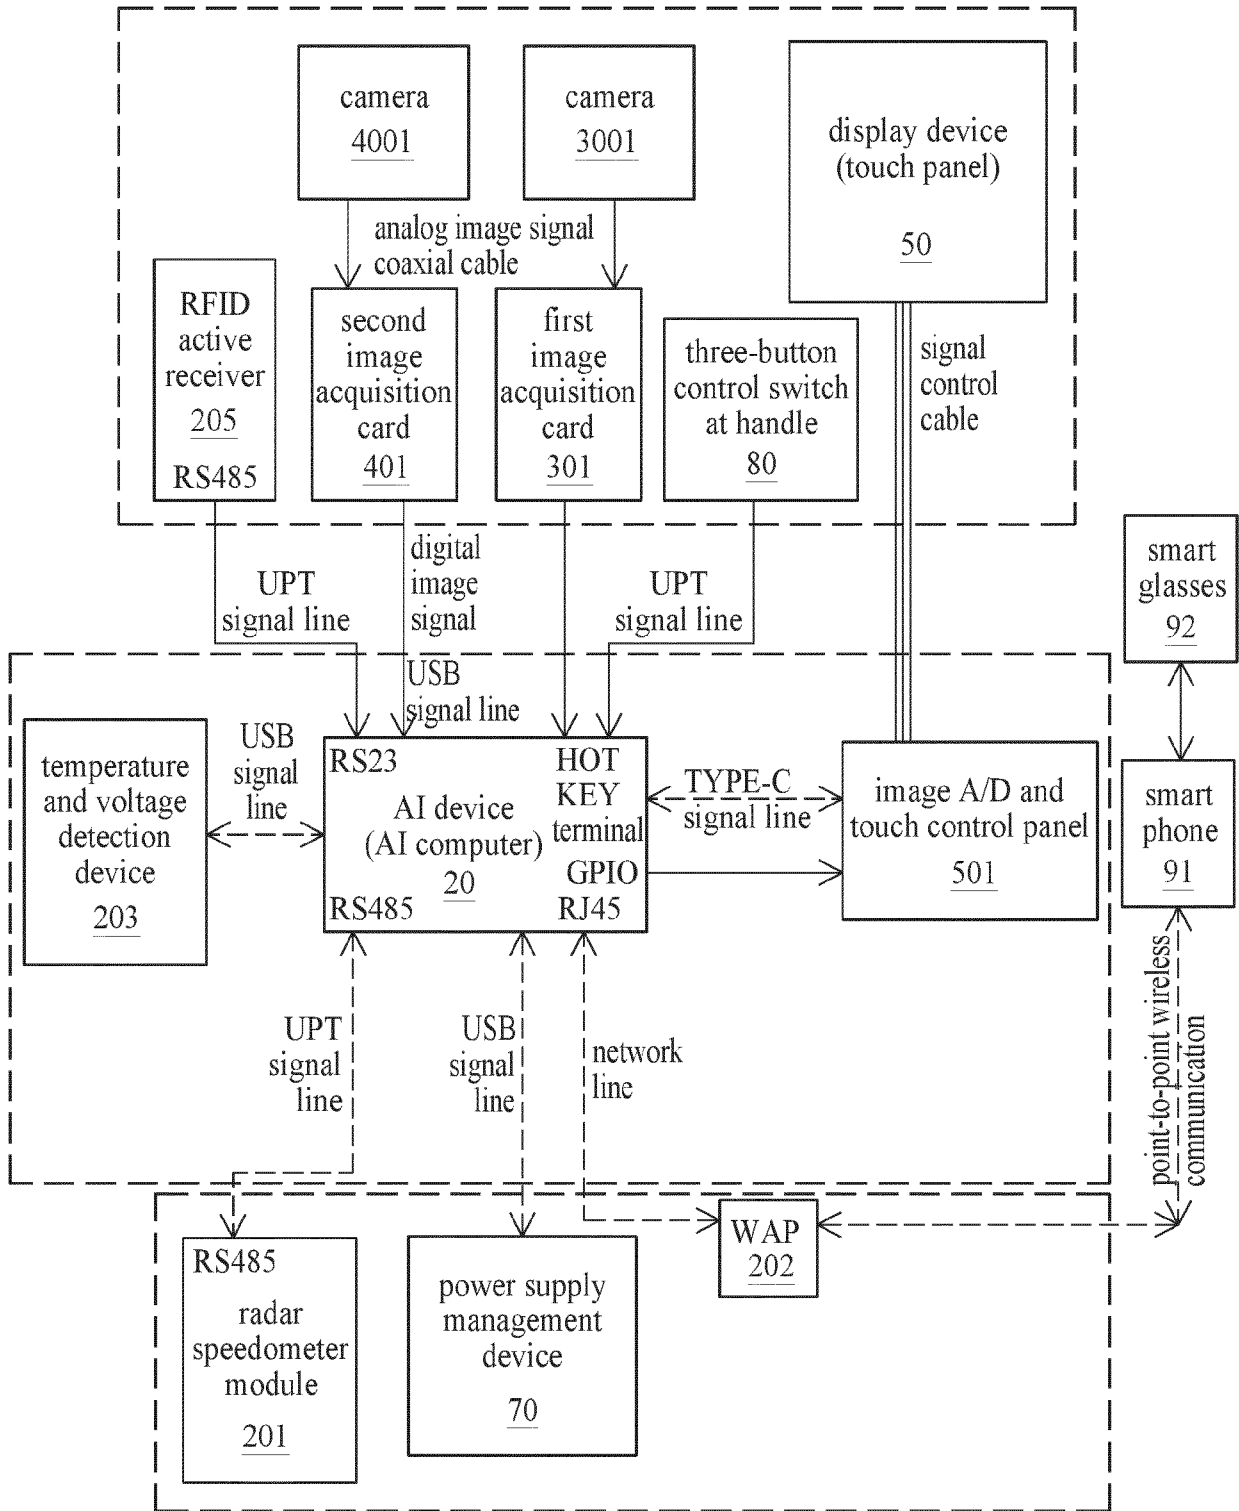 camera
4001
camera
3001
display device
(touch panel)
50
analog image signal
coaxial cable
RFID
active
receiver
205
RS485
second
image
acquisition
card
401
first
image
acquisition
card
301
three-button
control switch
at handle
80
signal
control
cable
UPT
signal line
digital
image
signal
UPT
signal line
USB
signal line
smart
glasses
92
temperature
and voltage
detection
device
203
USB
signal
line
RS23
AI device
(AI computer)
20
RS485
HOT
KEY
terminal
GPIO
RJ45
TYPE-C
signal line
image A/D and
touch control panel
501
smart
phone
91
UPT
signal
line
USB
signal
line
network
line
point-to-point wireless
communication
RS485
radar
speedometer
module
201
power supply
management
device
70
WAP
202